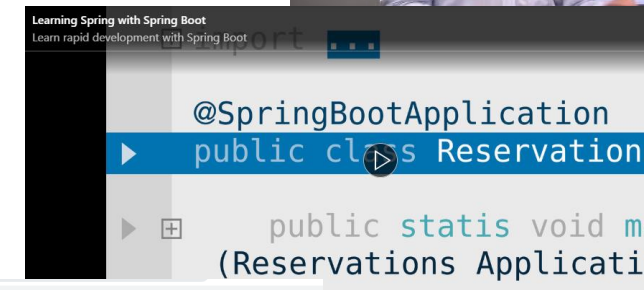 Learning Spring with Spring Boot
Learn rapid development with Spring Boot
import ...
@SpringBootApplication
public class Reservation
public statis void m
(Reservations Applicati